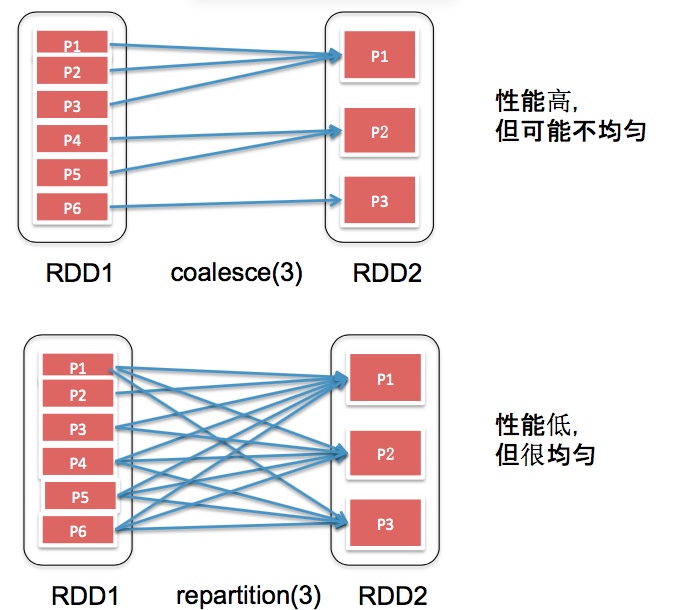 P1
P2
P3
P4
P5
P6
P1
P2
P3
性能高,
但可能不均匀
RDD1 coalesce(3) RDD2
P1
P2
P3
P4
P5
P6
P1
P2
P3
性能低,
但很均匀
RDD1 repartition(3) RDD2